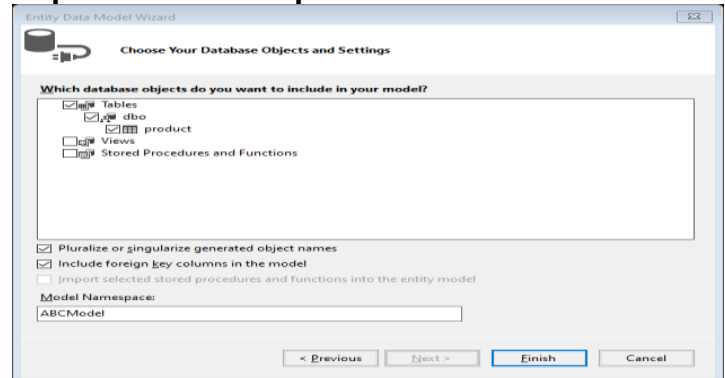 Entity Data Model Wizard
Choose Your Database Objects and Settings
Which database objects do you want to include in your model?
Tables
dbo
product
Views
Stored Procedures and Functions
Pluralize or singularize generated object names
Include foreign key columns in the model
Import selected stored procedures and functions into the entity model
Model Namespace:
ABCModel
< Previous Next > Finish Cancel